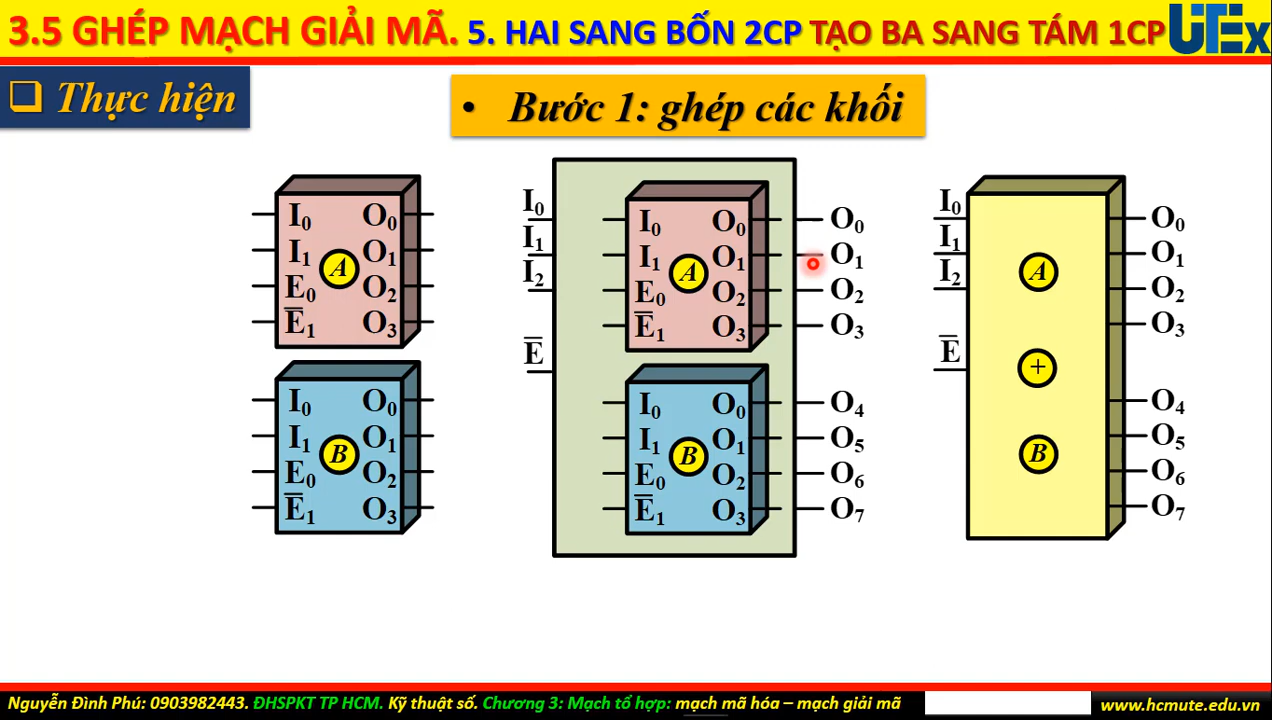 3.5 GHÉP MẠCH GIẢI MÃ. 5. HAI SANG BỐN 2CP TẠO BA SANG TÁM 1CP UTEx
❑ Thực hiện
• Bước 1: ghép các khối
I₀ O₀
I₁ O₁
A
E₀ O₂
E̅₁ O₃
I₀ O₀
I₁ O₁
B
E₀ O₂
E̅₁ O₃
I₀
I₁
I₂
E̅
I₀ O₀
I₁ O₁
A
E₀ O₂
E̅₁ O₃
I₀ O₀
I₁ O₁
B
E₀ O₂
E̅₁ O₃
O₀
O₁
O₂
O₃
O₄
O₅
O₆
O₇
I₀
I₁
I₂
E̅
A
+
B
O₀
O₁
O₂
O₃
O₄
O₅
O₆
O₇
Nguyễn Đình Phú: 0903982443. ĐHSPKT TP HCM. Kỹ thuật số. Chương 3: Mạch tổ hợp: mạch mã hóa – mạch giải mã www.hcmute.edu.vn